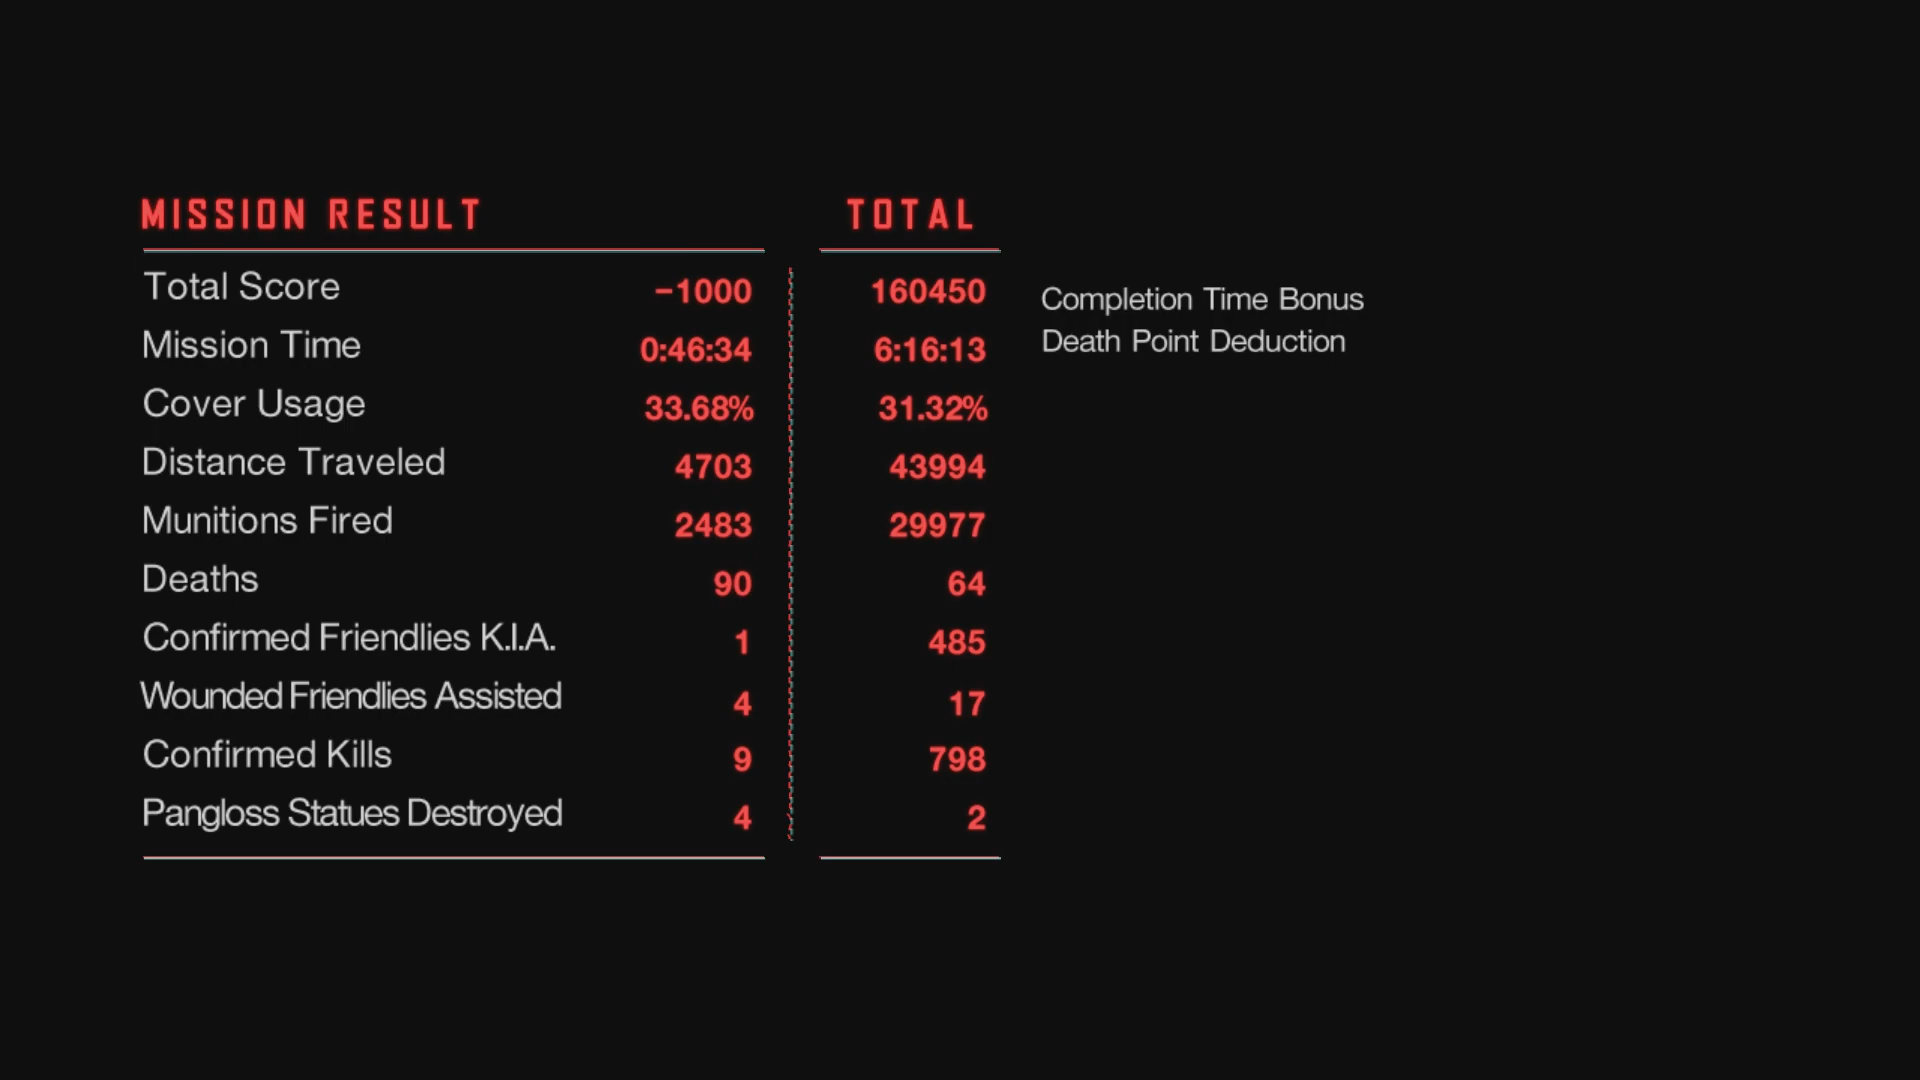 MISSION RESULT TOTAL
Total Score −1000 160450 Completion Time Bonus
Mission Time 0:46:34 6:16:13 Death Point Deduction
Cover Usage 33.68% 31.32%
Distance Traveled 4703 43994
Munitions Fired 2483 29977
Deaths 90 64
Confirmed Friendlies K.I.A. 1 485
Wounded Friendlies Assisted 4 17
Confirmed Kills 9 798
Pangloss Statues Destroyed 4 2